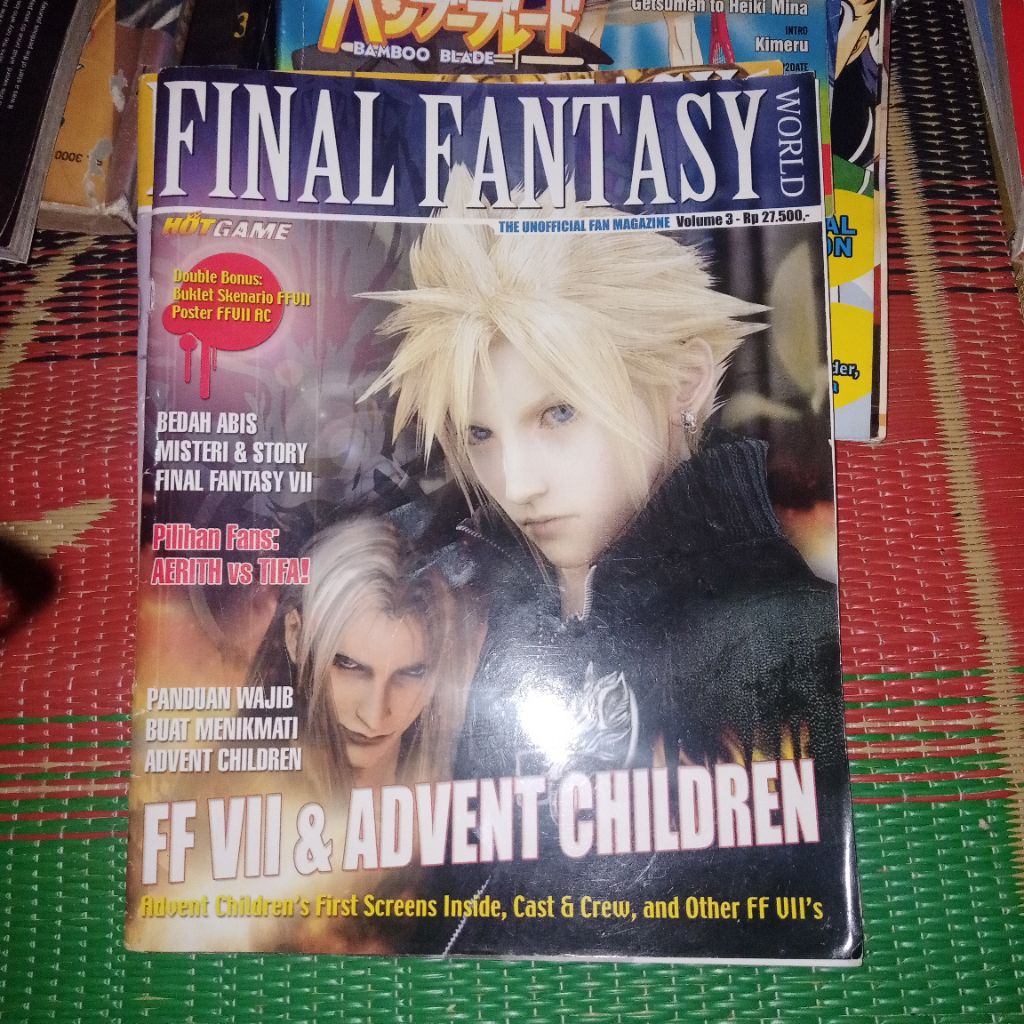 Getsumen to Heiki Mina
バンブーブレード
BAMBOO BLADE
INTRO
Kimeru
3
3000
FINAL FANTASY
WORLD
HOTGAME
THE UNOFFICIAL FAN MAGAZINE Volume 3 - Rp 27.500,-
Double Bonus:
Buklet Skenario FFVII
Poster FFVII AC
BEDAH ABIS
MISTERI & STORY
FINAL FANTASY VII
Pilihan Fans:
AERITH vs TIFA!
PANDUAN WAJIB
BUAT MENIKMATI
ADVENT CHILDREN
FF VII & ADVENT CHILDREN
Advent Children's First Screens Inside, Cast & Crew, and Other FF VII's